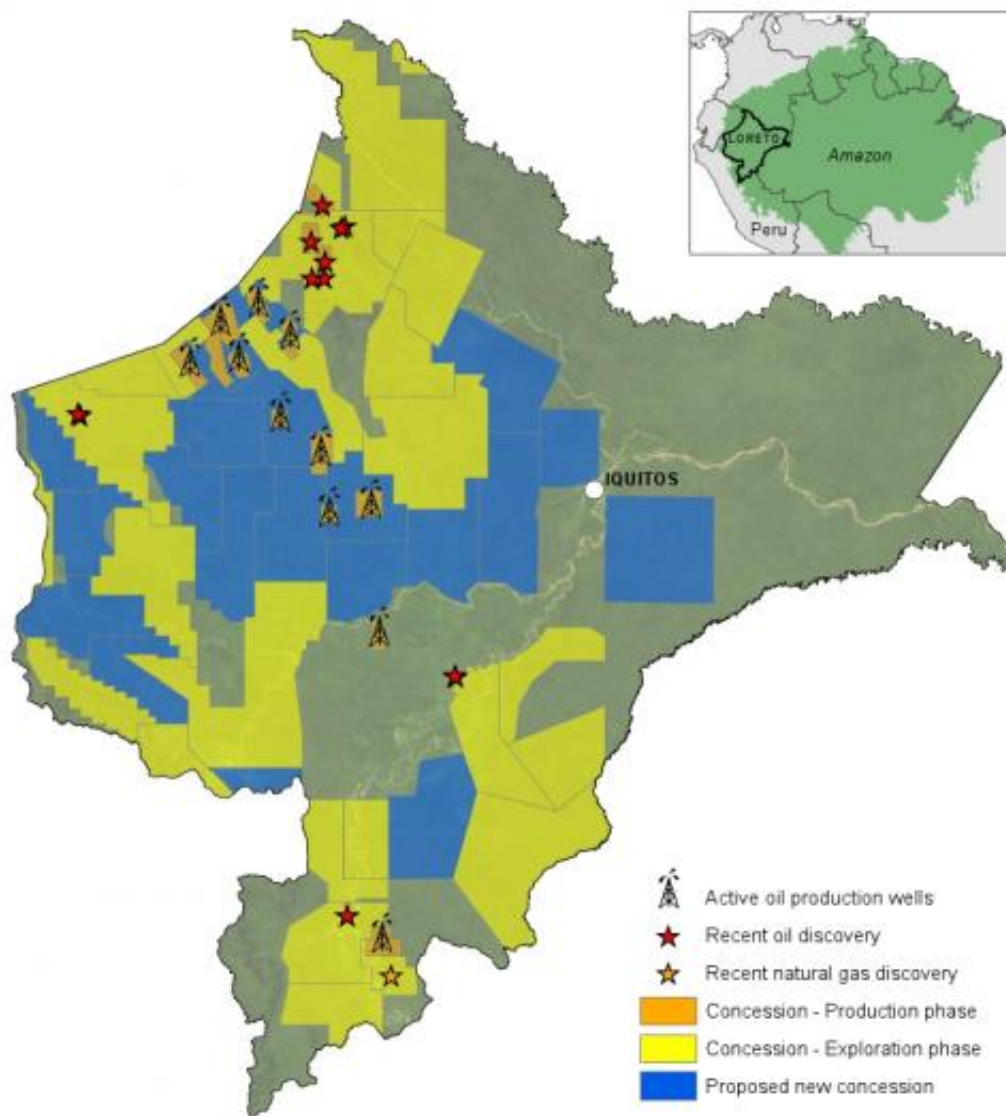 LORETO
Amazon
Peru
IQUITOS
Active oil production wells
Recent oil discovery
Recent natural gas discovery
Concession - Production phase
Concession - Exploration phase
Proposed new concession